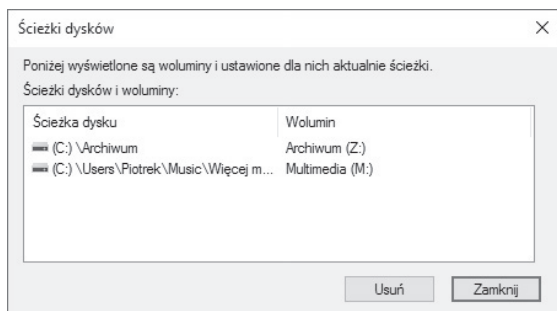 Ścieżki dysków
Poniżej wyświetlone są woluminy i ustawione dla nich aktualnie ścieżki.
Ścieżki dysków i woluminy:
Ścieżka dysku Wolumin
(C:) \Archiwum Archiwum (Z:)
(C:) \Users\Piotrek\Music\Więcej m... Multimedia (M:)
Usuń Zamknij